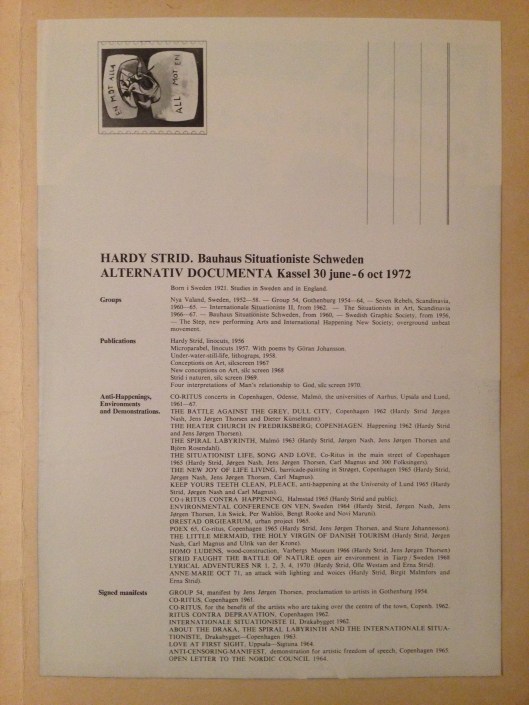 EN MOT ALLA
ALL MOT EN
HARDY STRID. Bauhaus Situationiste Schweden
ALTERNATIV DOCUMENTA Kassel 30 june-6 oct 1972
Born i Sweden 1921. Studies in Sweden and in England.
Groups
Nya Valand, Sweden, 1952—58. — Group 54, Gothenburg 1954—64, — Seven Rebels, Scandinavia,
1960—65. — Internationale Situationiste II, from 1962. — The Situationists in Art, Scandinavia
1966—67. — Bauhaus Situationiste Schweden, from 1960, — Swedish Graphic Society, from 1956,
— The Step, new performing Arts and International Happening New Society; overground unbed
movement.
Publications
Hardy Strid, linocuts, 1956
Microparabel, linocuts 1957. With poems by Göran Johansson.
Under-water-still-life, lithograps, 1958.
Conceptions on Art, silcscreen 1967
New conceptions on Art, silc screen 1968
Strid i naturen, silc screen 1969.
Four interpretations of Man's relationship to God, silc screen 1970.
Anti-Happenings,
Environments
and Demonstrations.
CO-RITUS concerts in Copenhagen, Odense, Malmö, the universities of Aarhus, Upsala and Lund,
1961—67.
THE BATTLE AGAINST THE GREY, DULL CITY, Copenhagen 1962 (Hardy Strid Jørgen
Nash, Jens Jørgen Thorsen and Dieter Künzelmann).
THE HEATER CHURCH IN FREDRIKSBERG; COPENHAGEN. Happening 1962 (Hardy Strid
and Jens Jørgen Thorsen).
THE SPIRAL LABYRINTH, Malmö 1963 (Hardy Strid, Jørgen Nash, Jens Jørgen Thorsen and
Björn Rosendahl).
THE SITUATIONIST LIFE, SONG AND LOVE, Co-Ritus in the main street of Copenhagen
1965 (Hardy Strid, Jørgen Nash, Jens Jørgen Thorsen, Carl Magnus and 300 Folksingers).
THE NEW JOY OF LIFE LIVING, barricade-painting in Strøget, Copenhagen 1965 (Hardy Strid,
Jørgen Nash, Jens Jørgen Thorsen, Carl Magnus).
KEEP YOURS TEETH CLEAN, PLEACE, anti-happening at the University of Lund 1965 (Hardy
Strid, Jørgen Nash and Carl Magnus).
CO-RITUS CONTRA HAPPENING, Halmstad 1965 (Hardy Strid and public).
ENVIRONMENTAL CONFERENCE ON VEN, Sweden 1964 (Hardy Strid, Jørgen Nash, Jens
Jørgen Thorsen, Lis Zwick, Per Wahlöö, Bengt Rooke and Novi Maruni).
ØRESTAD ORGIEARIUM, urban project 1965.
POEX 65, Co-ritus, Copenhagen 1965 (Hardy Strid, Jens Jørgen Thorsen, and Sture Johannesson).
THE LITTLE MERMAID, THE HOLY VIRGIN OF DANISH TOURISM (Hardy Strid, Jørgen
Nash, Carl Magnus and Ulrik van der Krone).
HOMO LUDENS, wood-construction, Varbergs Museum 1966 (Hardy Strid, Jens Jørgen Thorsen)
STRID FAUGHT THE BATTLE OF NATURE open air environment in Tiarp / Sweden 1968
LYRICAL ADVENTURES NR 1, 2, 3, 4, 1970 (Hardy Strid, Olle Wessum and Erna Strid).
ANNE-MARIE OCT 71, an attack with lighting and woices (Hardy Strid, Birgit Malmfors and
Erna Strid).
Signed manifests
GROUP 54, manifest by Jens Jørgen Thorsen, proclamation to artists in Gothenburg 1954
CO-RITUS, Copenhagen 1961.
CO-RITUS, for the benefit of the artists who are taking over the centre of the town, Copenh. 1962.
RITUS CONTRA DEPRAVATION, Copenhagen 1962.
INTERNATIONALE SITUATIONISTE II, Drakabygget 1962.
ABOUT THE DRAKA, THE SPIRAL LABYRINTH AND THE INTERNATIONALE SITUA-
TIONISTE, Drakabygget—Copenhagen 1963.
LOVE AT FIRST SIGHT, Uppsala—Sigtuna 1964.
ANTI-CENSORING-MANIFEST, demonstration for artistic freedom of speech, Copenhagen 1965.
OPEN LETTER TO THE NORDIC COUNCIL 1964.